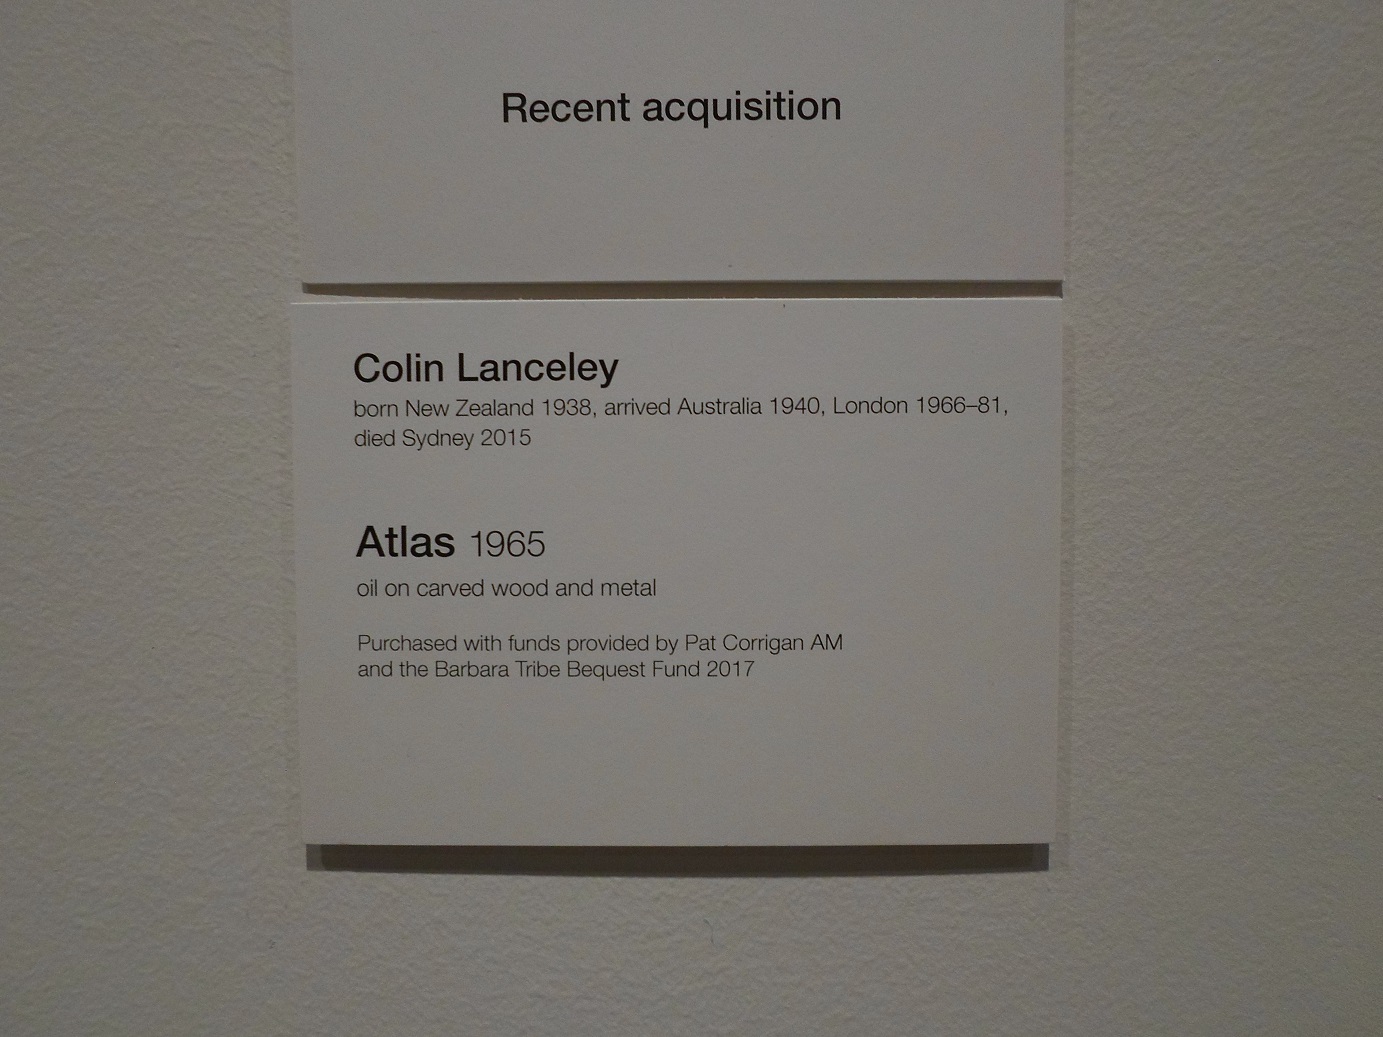 Recent acquisition
Colin Lanceley
born New Zealand 1938, arrived Australia 1940, London 1966–81,
died Sydney 2015
Atlas 1965
oil on carved wood and metal
Purchased with funds provided by Pat Corrigan AM
and the Barbara Tribe Bequest Fund 2017